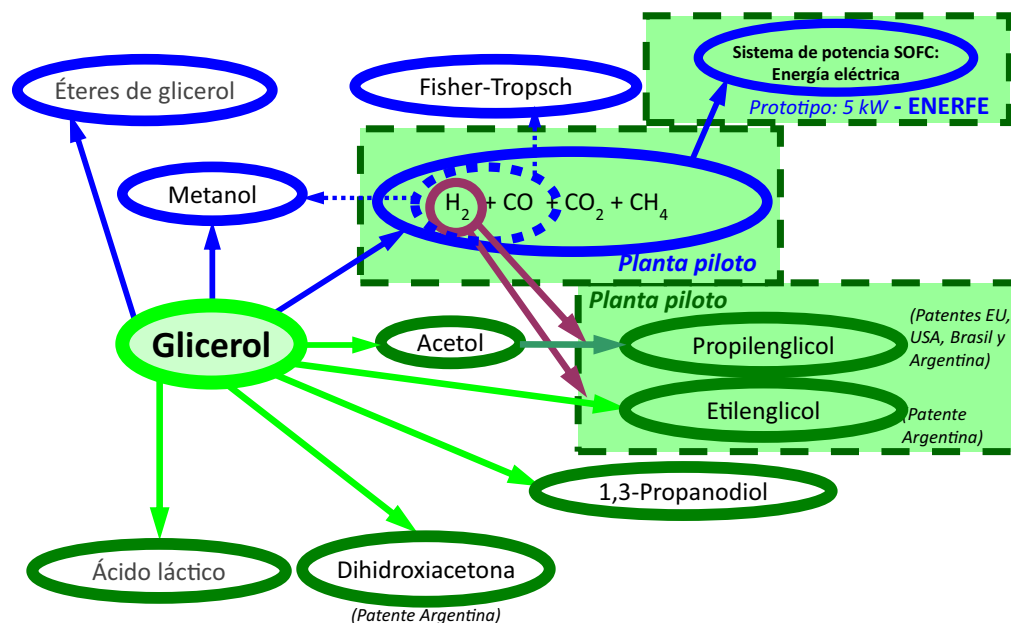 Sistema de potencia SOFC:
Energía eléctrica
Prototipo: 5 kW - ENERFE
Éteres de glicerol
Fisher-Tropsch
Metanol
H2 + CO + CO2 + CH4
Planta piloto
Planta piloto
(Patentes EU,
USA, Brasil y
Argentina)
Glicerol
Acetol
Propilenglicol
Etilenglicol
(Patente
Argentina)
1,3-Propanodiol
Ácido láctico
Dihidroxiacetona
(Patente Argentina)